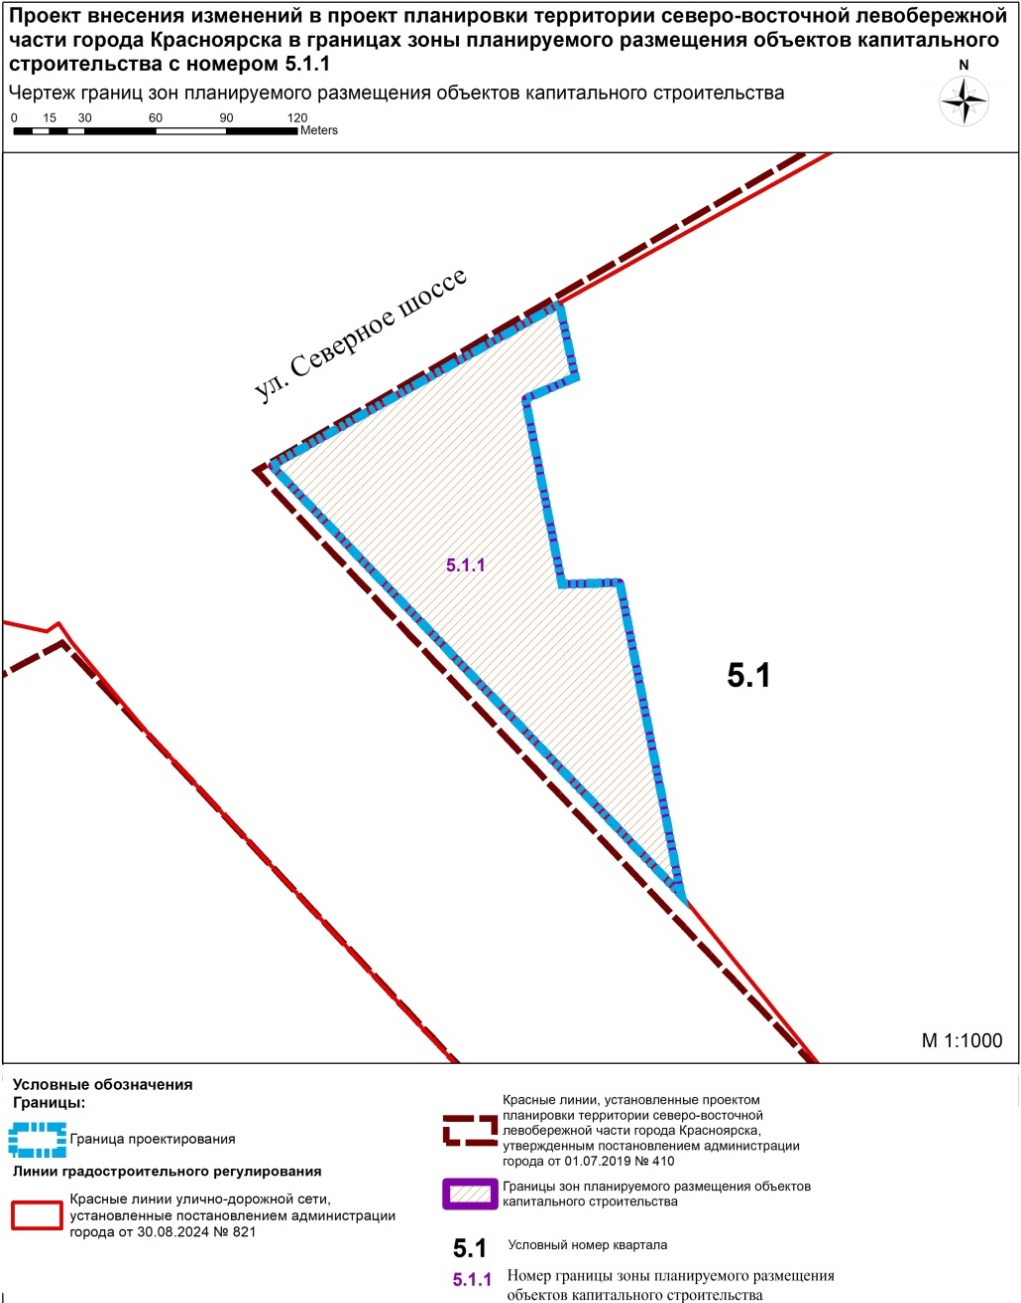 Проект внесения изменений в проект планировки территории северо-восточной левобережной
части города Красноярска в границах зоны планируемого размещения объектов капитального
строительства с номером 5.1.1
Чертеж границ зон планируемого размещения объектов капитального строительства
N
0 15 30 60 90 120
Meters
ул. Северное шоссе
5.1.1
5.1
М 1:1000
Условные обозначения
Границы:
Граница проектирования
Линии градостроительного регулирования
Красные линии улично-дорожной сети,
установленные постановлением администрации
города от 30.08.2024 № 821
Красные линии, установленные проектом
планировки территории северо-восточной
левобережной части города Красноярска,
утвержденным постановлением администрации
города от 01.07.2019 № 410
Границы зон планируемого размещения объектов
капитального строительства
5.1 Условный номер квартала
5.1.1 Номер границы зоны планируемого размещения
объектов капитального строительства